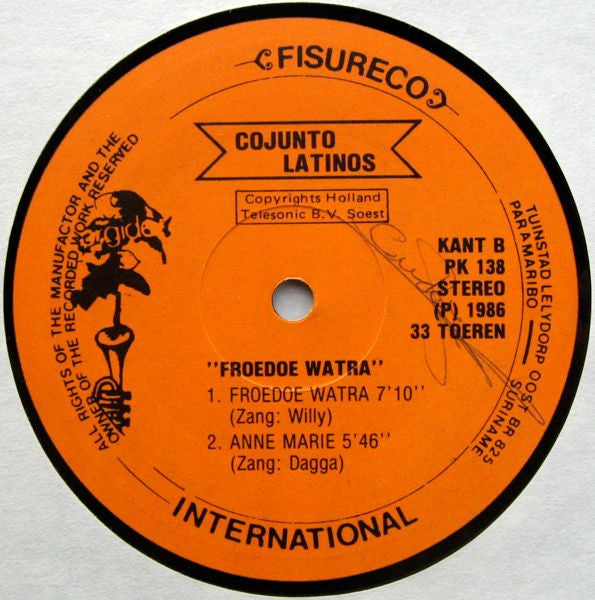 FISURECO
COJUNTO
LATINOS
Copyrights Holland
Telesonic B.V. Soest
KANT B
PK 138
STEREO
(P) 1986
33 TOEREN
"FROEDOE WATRA"
1. FROEDOE WATRA 7'10''
(Zang: Willy)
2. ANNE MARIE 5'46''
(Zang: Dagga)
INTERNATIONAL
ALL RIGHTS OF THE MANUFACTOR AND THE
OWNER OF THE RECORDED WORK RESERVED
TUINSTAD LELYDORP OOST BR 825
PARAMARIBO — SURINAME